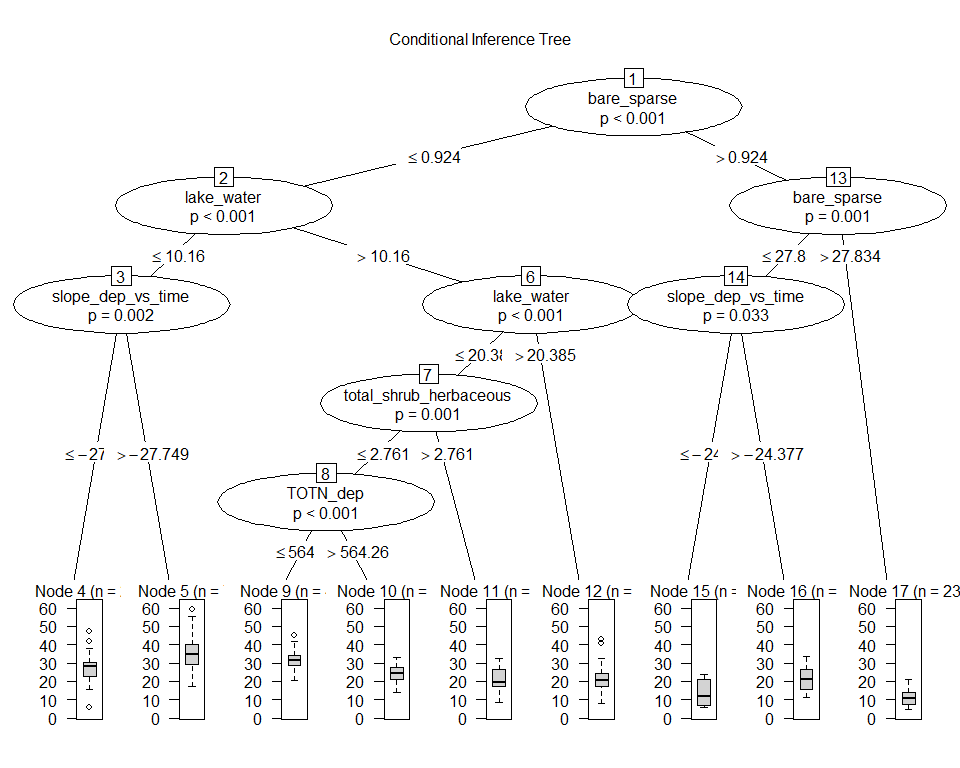 Conditional Inference Tree
1
bare_sparse
p < 0.001
≤ 0.924
> 0.924
2
lake_water
p < 0.001
13
bare_sparse
p = 0.001
≤ 10.16
> 10.16
≤ 27.8
> 27.834
3
slope_dep_vs_time
p = 0.002
6
lake_water
p < 0.001
14
slope_dep_vs_time
p = 0.033
≤ 20.38
> 20.385
7
total_shrub_herbaceous
p = 0.001
≤ −27
> −27.749
≤ 2.761
> 2.761
≤ −24
> −24.377
8
TOTN_dep
p < 0.001
≤ 564
> 564.26
Node 4 (n =
Node 5 (n =
Node 9 (n =
Node 10 (n =
Node 11 (n =
Node 12 (n =
Node 15 (n =
Node 16 (n =
Node 17 (n = 23
60 60 60 60 60 60 60 60 60
50 50 50 50 50 50 50 50 50
40 40 40 40 40 40 40 40 40
30 30 30 30 30 30 30 30 30
20 20 20 20 20 20 20 20 20
10 10 10 10 10 10 10 10 10
0 0 0 0 0 0 0 0 0